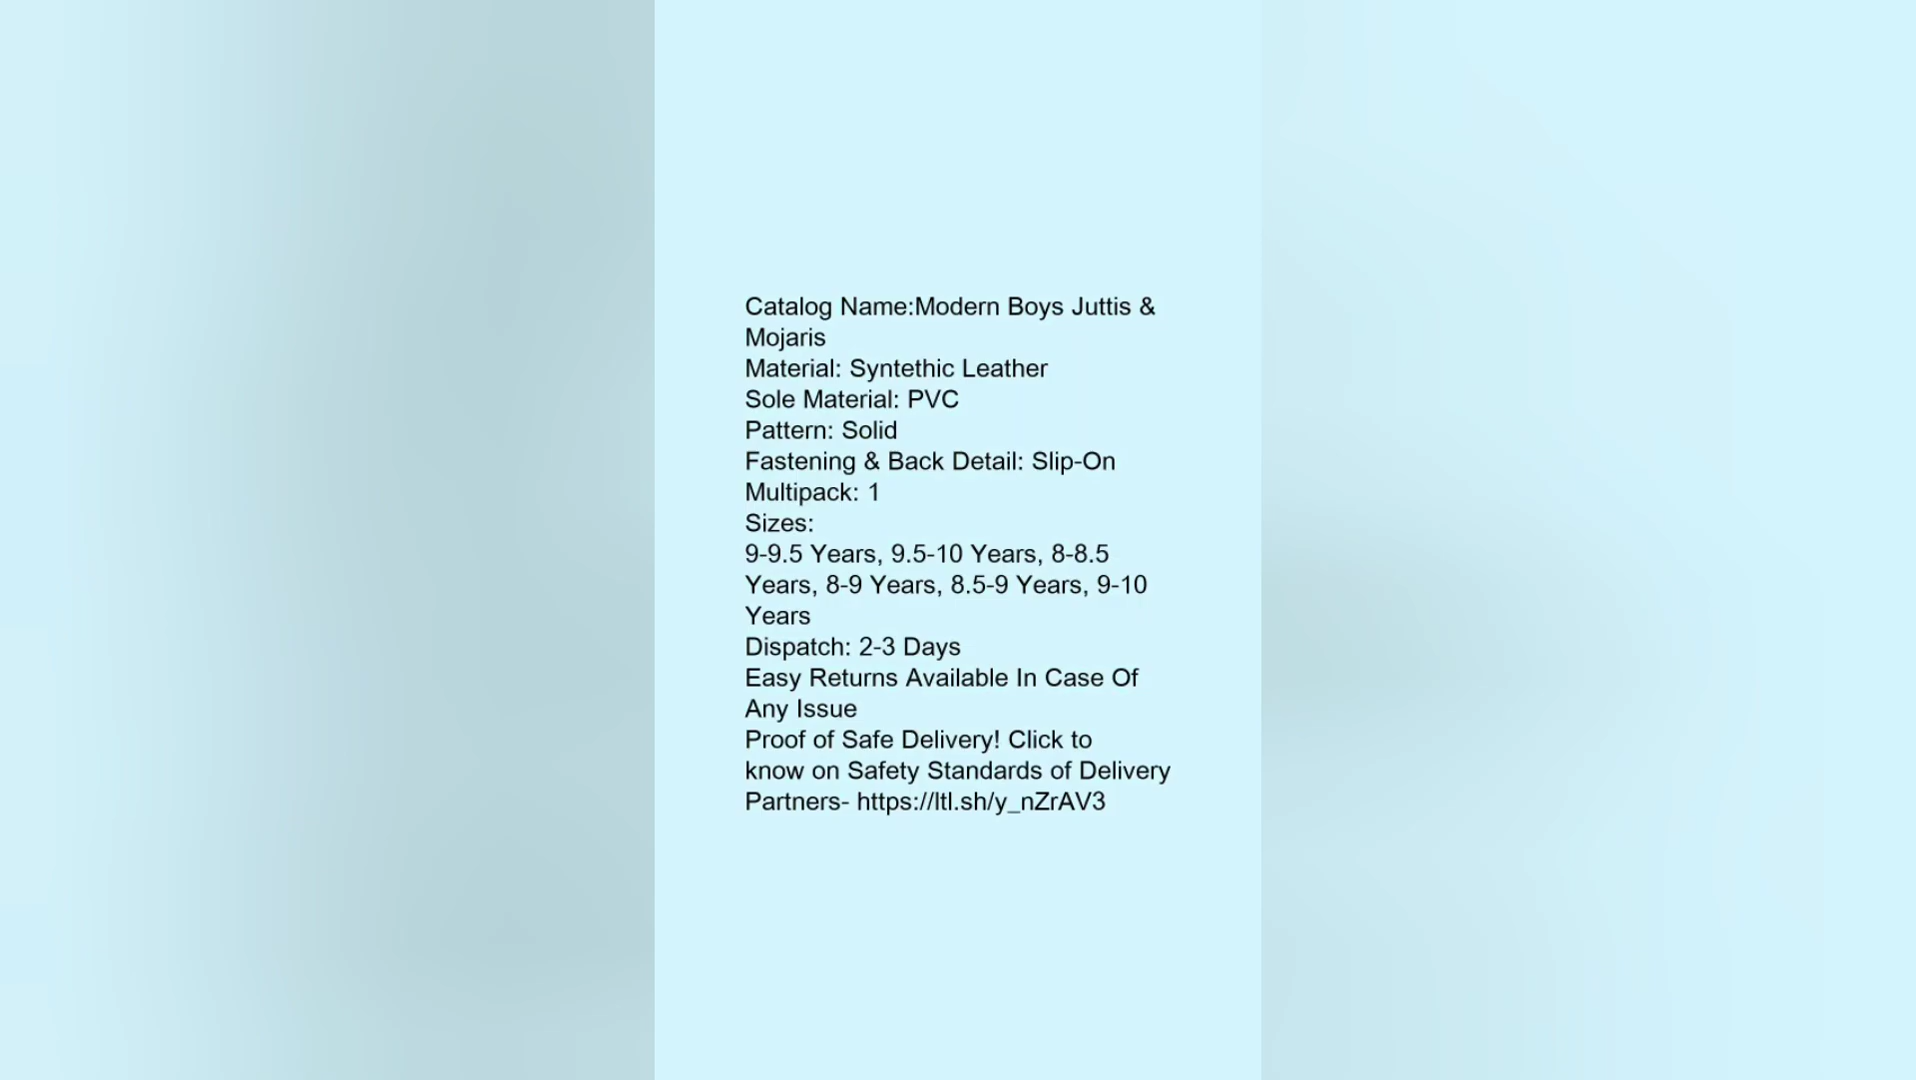 Catalog Name:Modern Boys Juttis &
Mojaris
Material: Syntethic Leather
Sole Material: PVC
Pattern: Solid
Fastening & Back Detail: Slip-On
Multipack: 1
Sizes:
9-9.5 Years, 9.5-10 Years, 8-8.5
Years, 8-9 Years, 8.5-9 Years, 9-10
Years
Dispatch: 2-3 Days
Easy Returns Available In Case Of
Any Issue
Proof of Safe Delivery! Click to
know on Safety Standards of Delivery
Partners- https://ltl.sh/y_nZrAV3